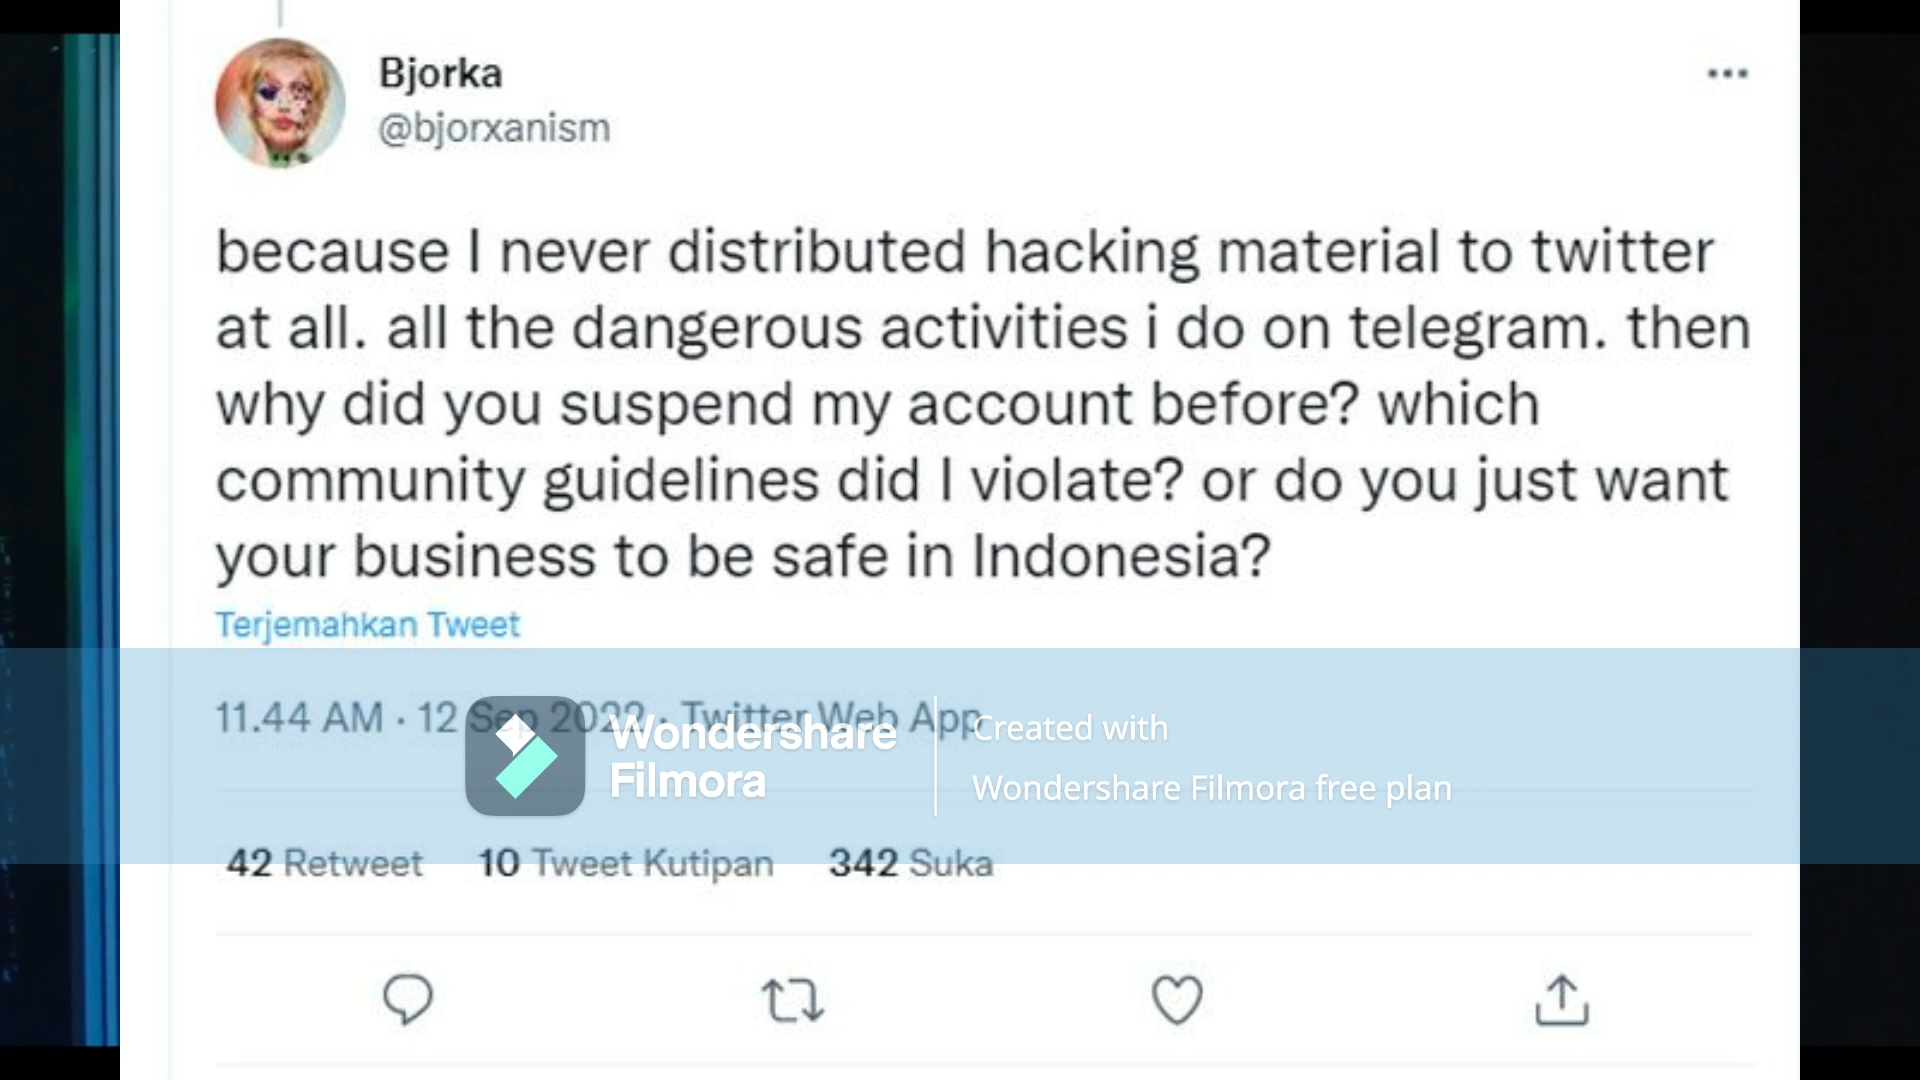 Bjorka
@bjorxanism
because I never distributed hacking material to twitter
at all. all the dangerous activities i do on telegram. then
why did you suspend my account before? which
community guidelines did I violate? or do you just want
your business to be safe in Indonesia?
Terjemahkan Tweet
11.44 AM · 12 Sep 2022 · Twitter Web App
Wondershare
Filmora
Created with
Wondershare Filmora free plan
42 Retweet 10 Tweet Kutipan 342 Suka